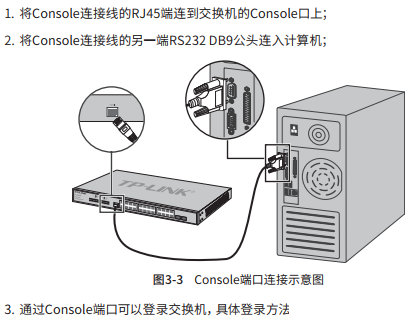 1. 将Console连接线的RJ45端连到交换机的Console口上；
2. 将Console连接线的另一端RS232 DB9公头连入计算机；
TP-LINK
图3-3 Console端口连接示意图
3. 通过Console端口可以登录交换机，具体登录方法